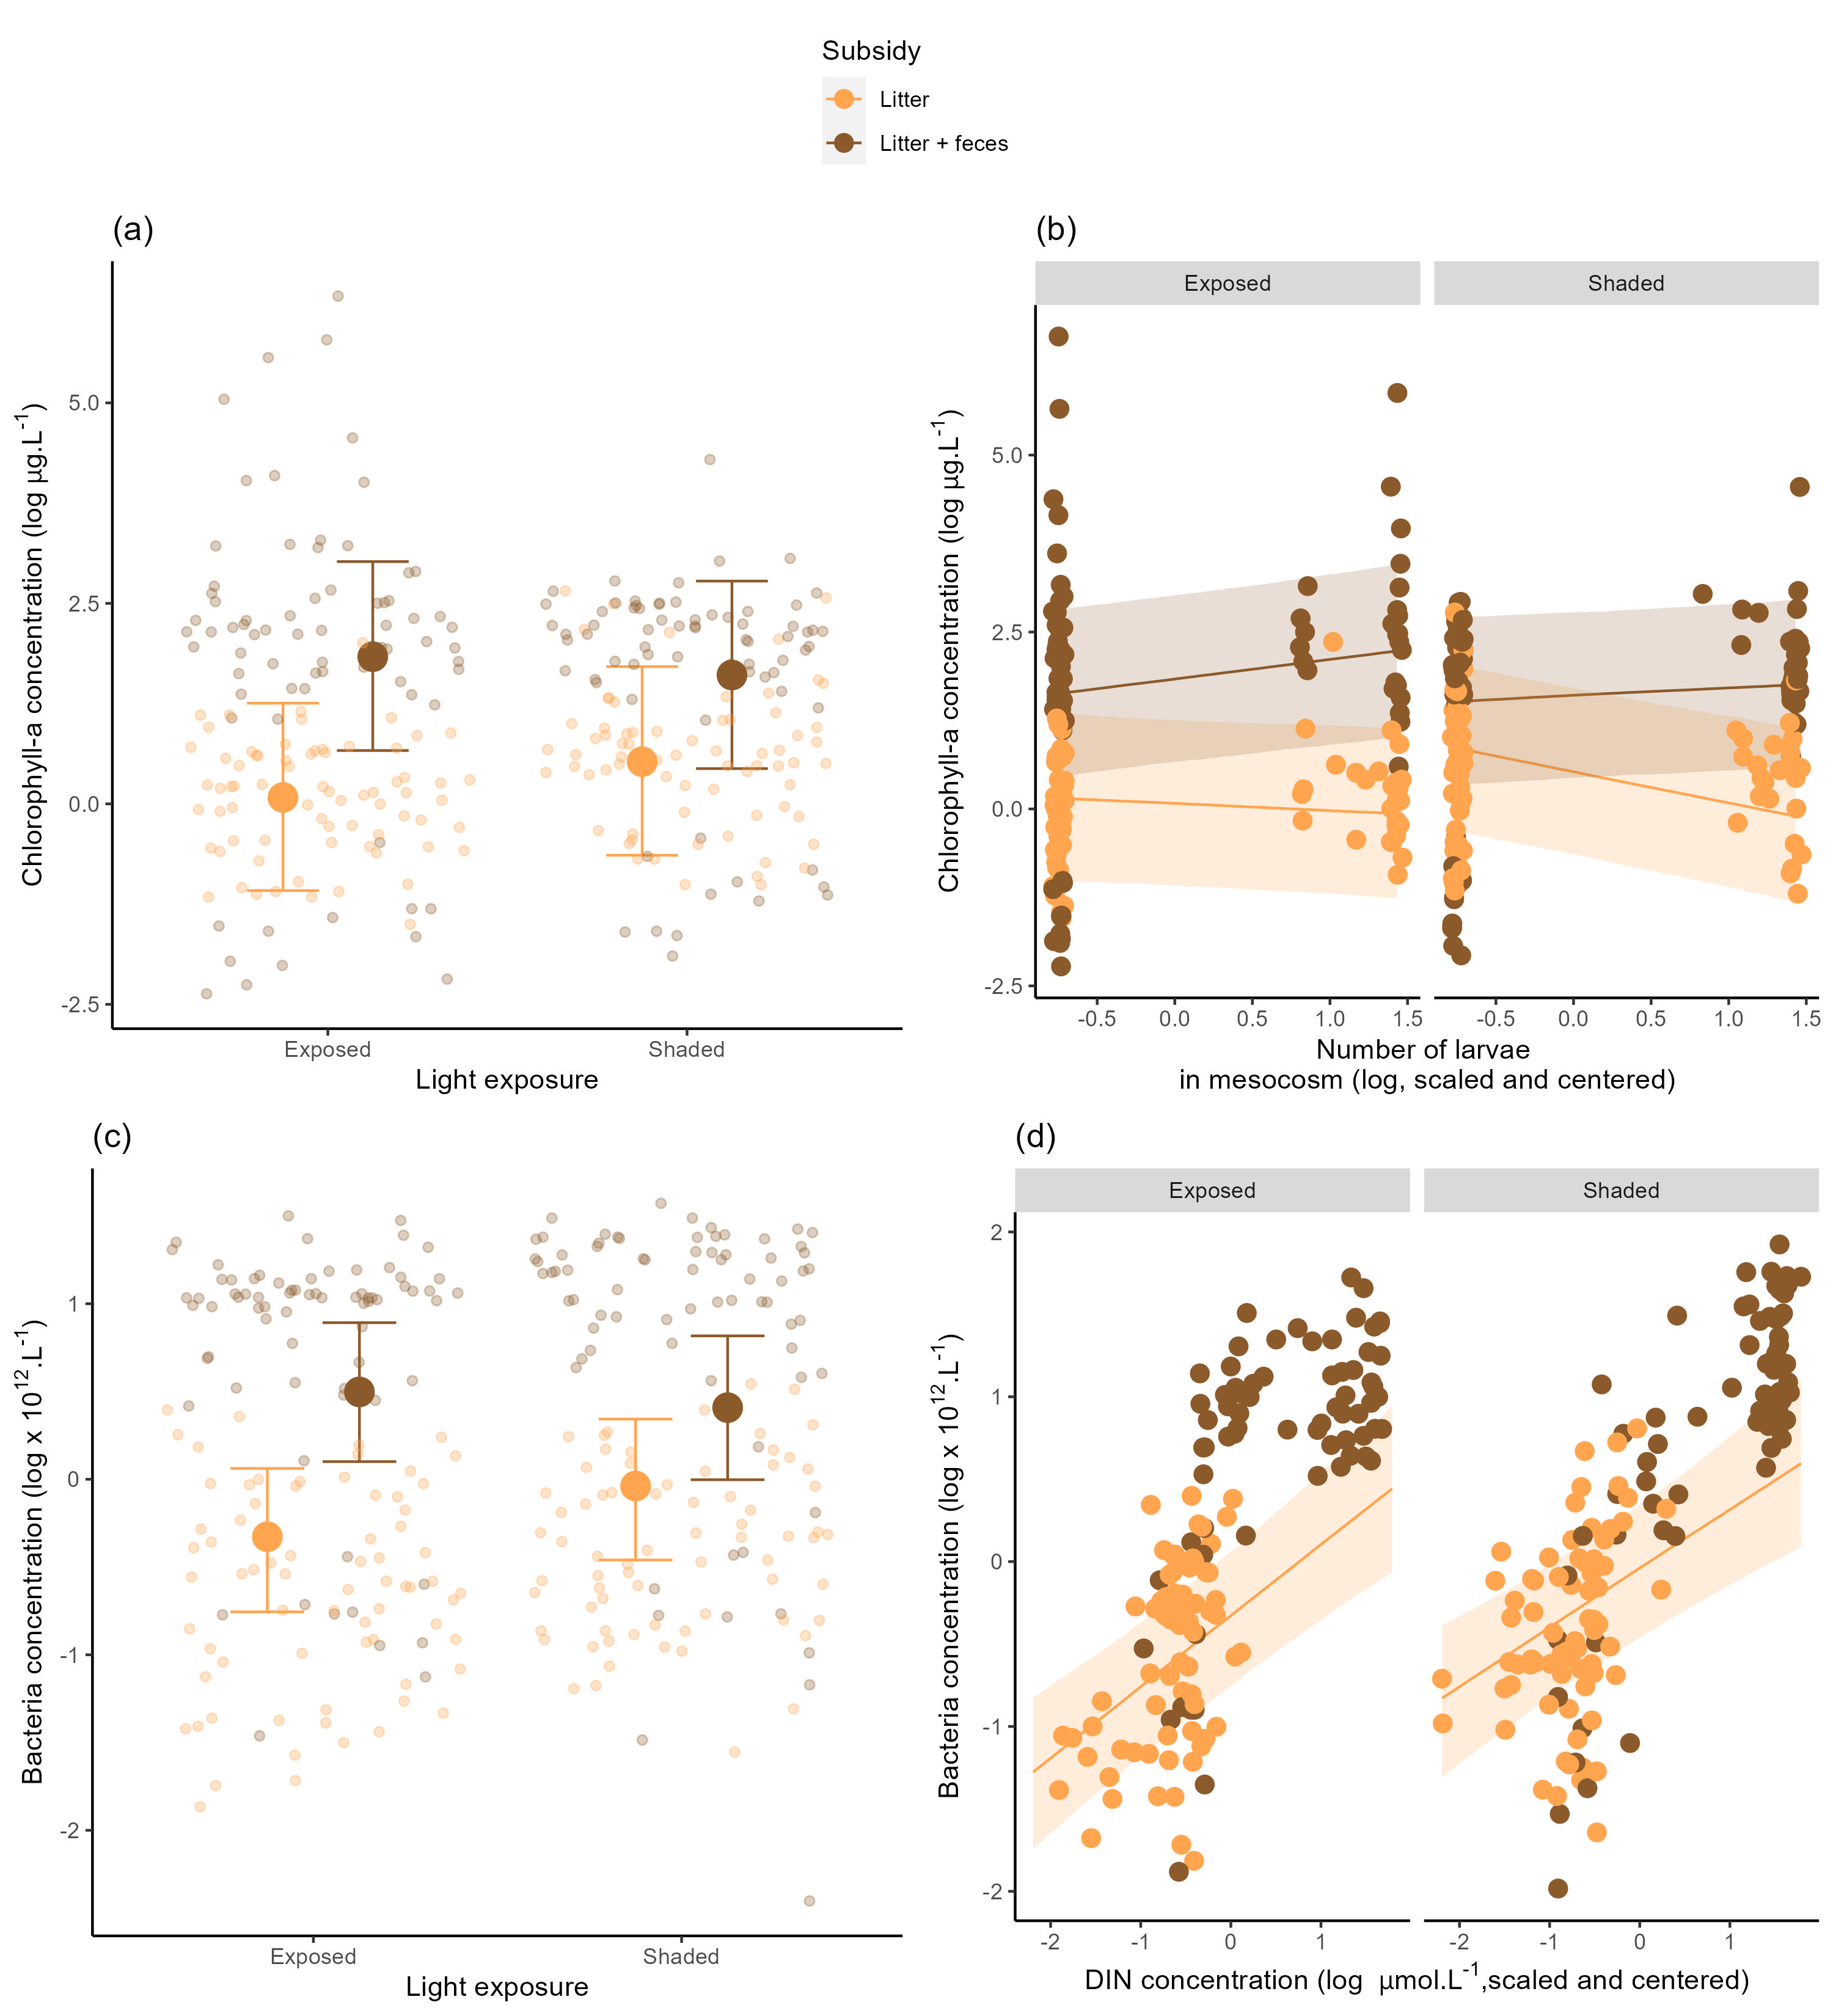 Subsidy
Litter
Litter + feces
(a)
Chlorophyll-a concentration (log µg.L⁻¹)
5.0
2.5
0.0
-2.5
Exposed
Shaded
Light exposure
(b)
Exposed
Shaded
Chlorophyll-a concentration (log µg.L⁻¹)
5.0
2.5
0.0
-2.5
-0.5 0.0 0.5 1.0 1.5
-0.5 0.0 0.5 1.0 1.5
Number of larvae
in mesocosm (log, scaled and centered)
(c)
Bacteria concentration (log x 10¹².L⁻¹)
1
0
-1
-2
Exposed
Shaded
Light exposure
(d)
Exposed
Shaded
Bacteria concentration (log x 10¹².L⁻¹)
2
1
0
-1
-2
-2 -1 0 1
-2 -1 0 1
DIN concentration (log µmol.L⁻¹,scaled and centered)